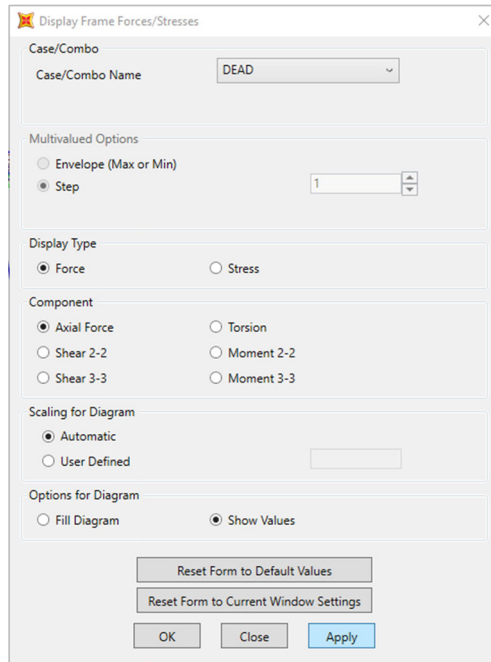 Display Frame Forces/Stresses
Case/Combo
Case/Combo Name DEAD
Multivalued Options
Envelope (Max or Min)
Step 1
Display Type
Force Stress
Component
Axial Force Torsion
Shear 2-2 Moment 2-2
Shear 3-3 Moment 3-3
Scaling for Diagram
Automatic
User Defined
Options for Diagram
Fill Diagram Show Values
Reset Form to Default Values
Reset Form to Current Window Settings
OK Close Apply